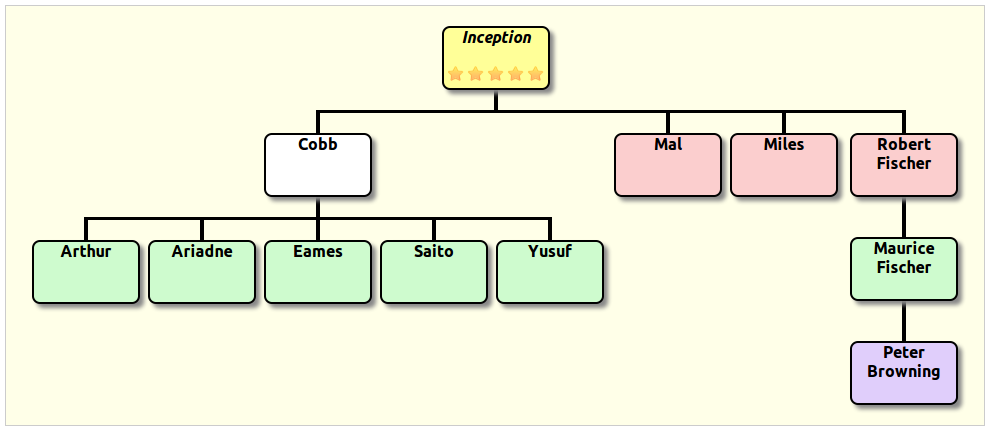 Inception
Cobb
Mal
Miles
Robert
Fischer
Arthur
Ariadne
Eames
Saito
Yusuf
Maurice
Fischer
Peter
Browning